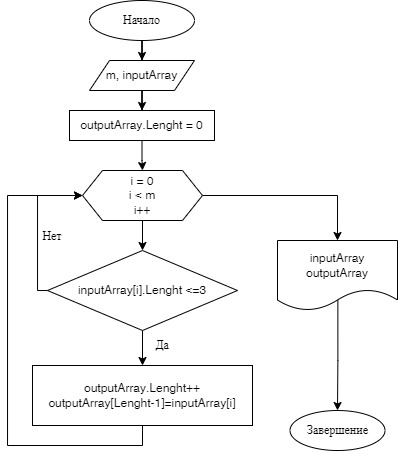 Начало
m, inputArray
outputArray.Lenght = 0
i = 0
i < m
i++
Нет
inputArray
outputArray
inputArray[i].Lenght <=3
Да
outputArray.Lenght++
outputArray[Lenght-1]=inputArray[i]
Завершение